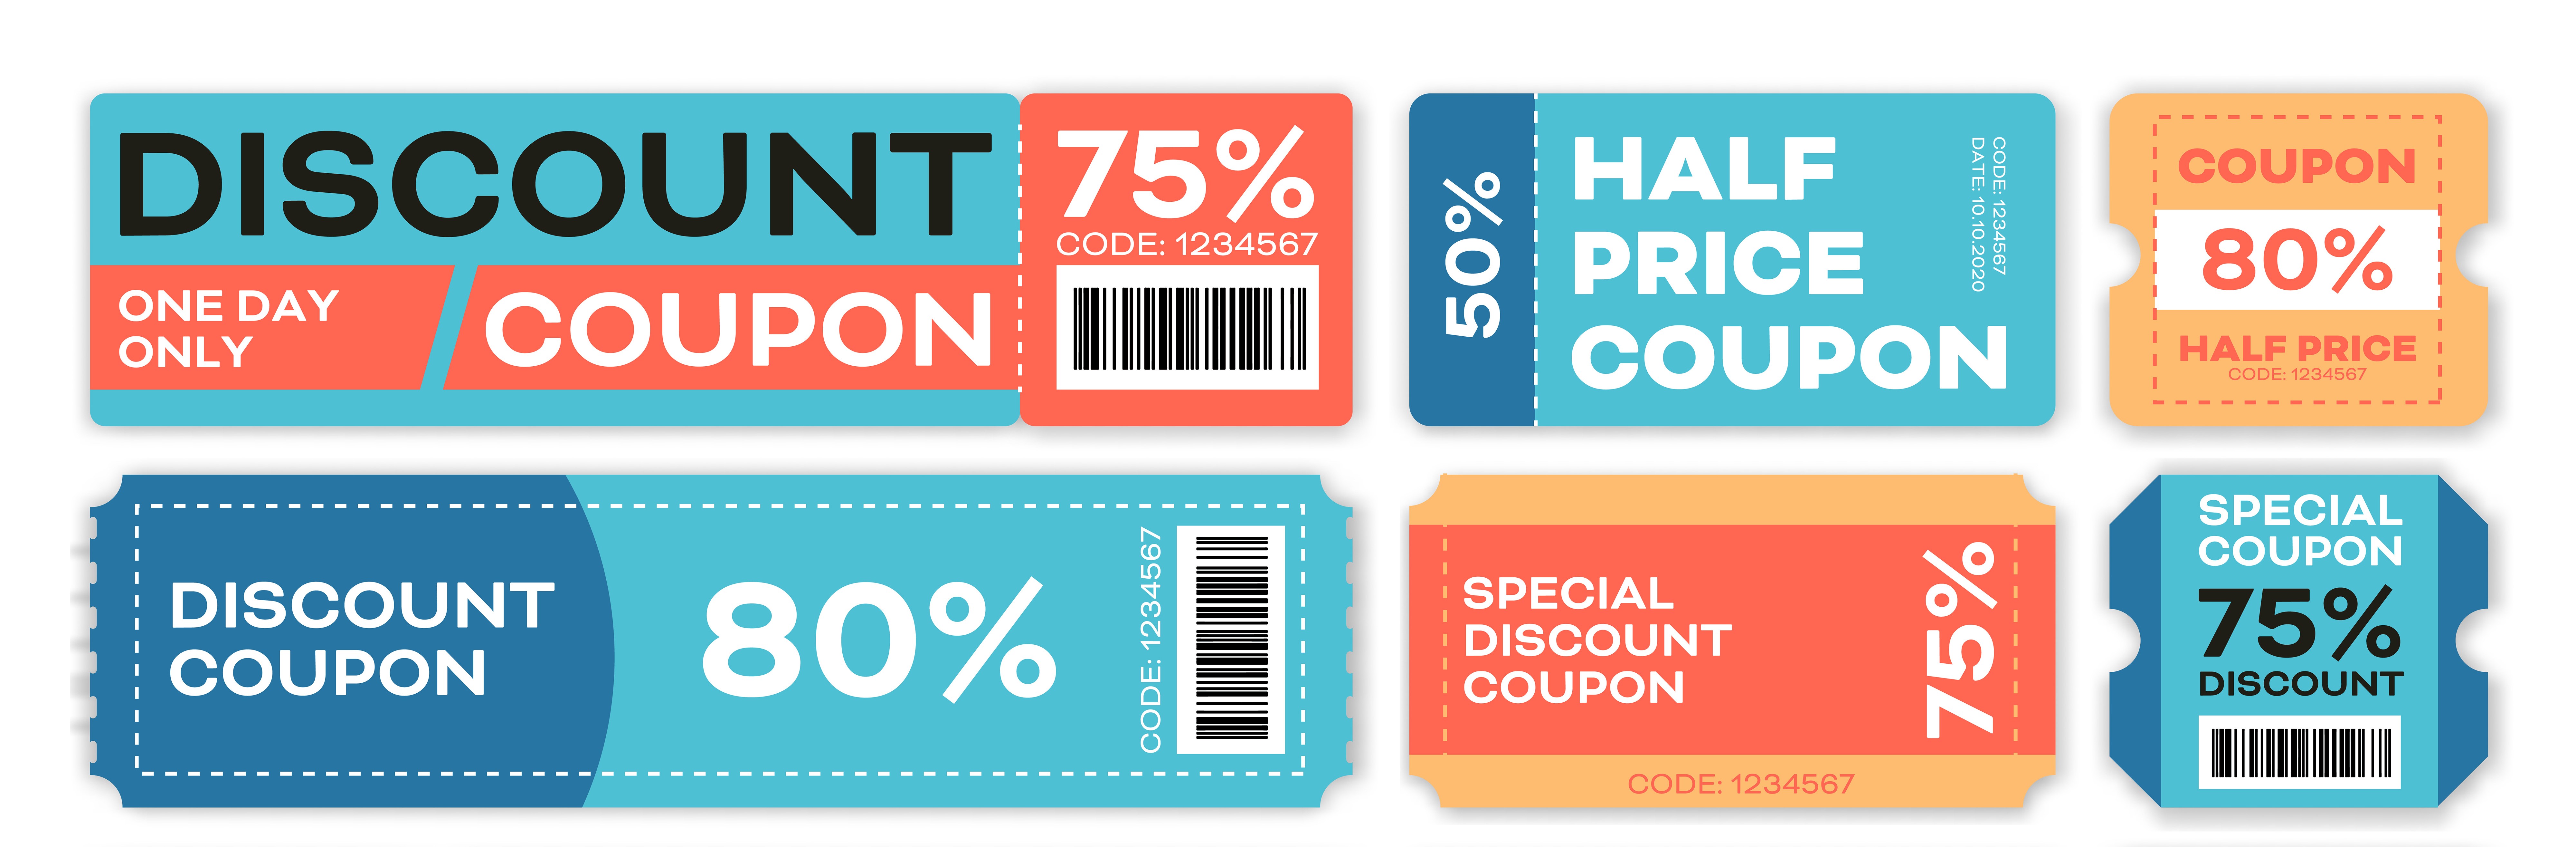 DISCOUNT
ONE DAY
ONLY
COUPON
75%
CODE: 1234567
50%
HALF
PRICE
COUPON
CODE: 1234567
DATE: 10.10.2020
COUPON
80%
HALF PRICE
CODE: 1234567
DISCOUNT
COUPON
80%
CODE: 1234567
SPECIAL
DISCOUNT
COUPON
75%
CODE: 1234567
SPECIAL
COUPON
75%
DISCOUNT